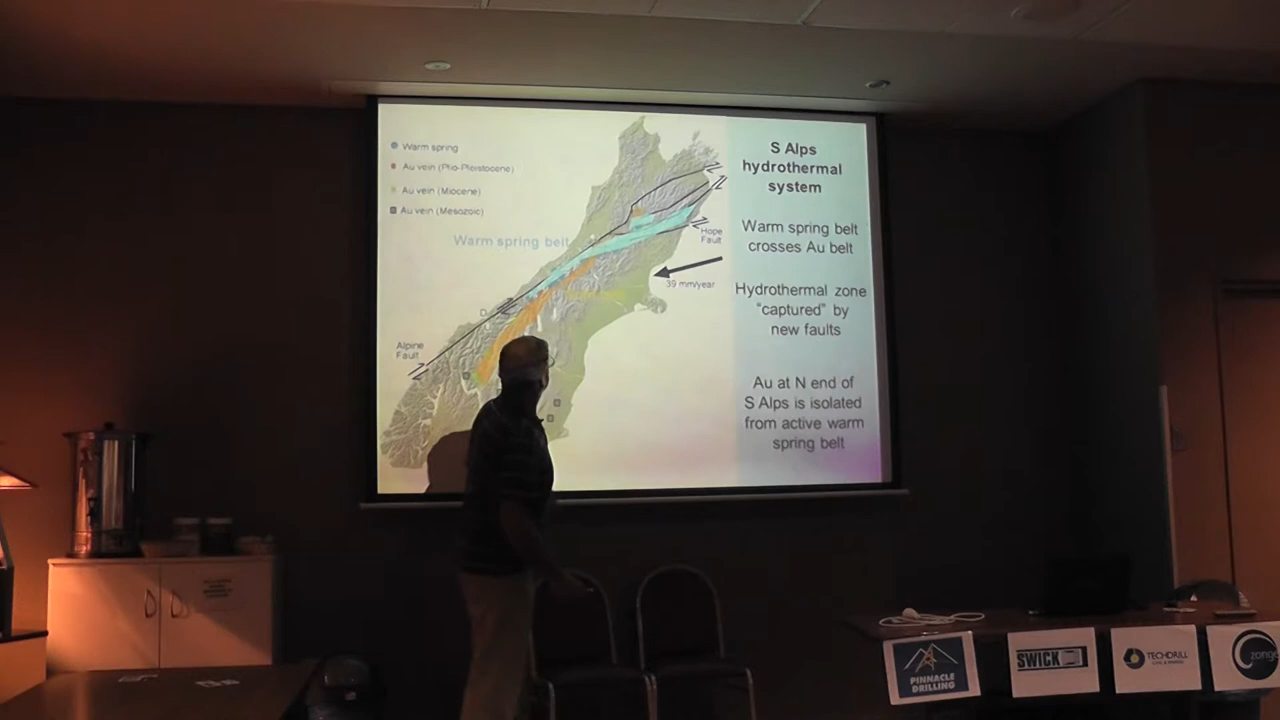 Warm spring
Au vein (Plio-Pleistocene)
Au vein (Miocene)
Au vein (Mesozoic)
Warm spring belt
Hope
Fault
39 mm/year
Alpine
Fault
S Alps
hydrothermal
system
Warm spring belt
crosses Au belt
Hydrothermal zone
"captured" by
new faults
Au at N end of
S Alps is isolated
from active warm
spring belt
PINNACLE
DRILLING
SWICK
TECHDRILL
zonge